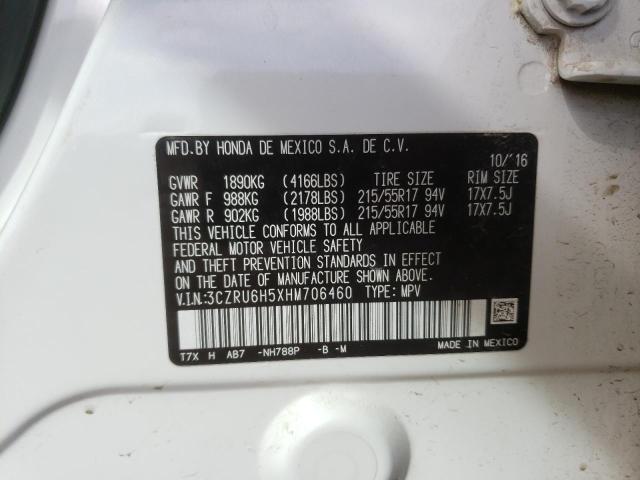 MFD. BY HONDA DE MEXICO S.A. DE C.V.
10/'16
GVWR 1890KG (4166LBS) TIRE SIZE RIM SIZE
GAWR F 988KG (2178LBS) 215/55R17 94V 17X7.5J
GAWR R 902KG (1988LBS) 215/55R17 94V 17X7.5J
THIS VEHICLE CONFORMS TO ALL APPLICABLE
FEDERAL MOTOR VEHICLE SAFETY
AND THEFT PREVENTION STANDARDS IN EFFECT
ON THE DATE OF MANUFACTURE SHOWN ABOVE.
V.I.N.:3CZRU6H5XHM706460 TYPE: MPV
T7X H AB7 -NH788P -B -M
MADE IN MEXICO